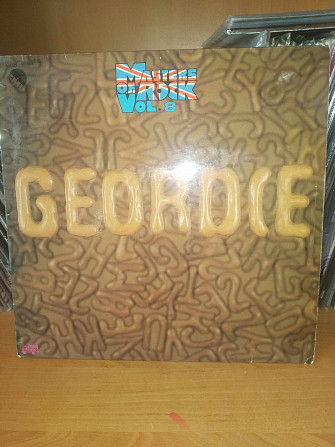 MASTERS
OF ROCK
VOL. 8
GEORDIE